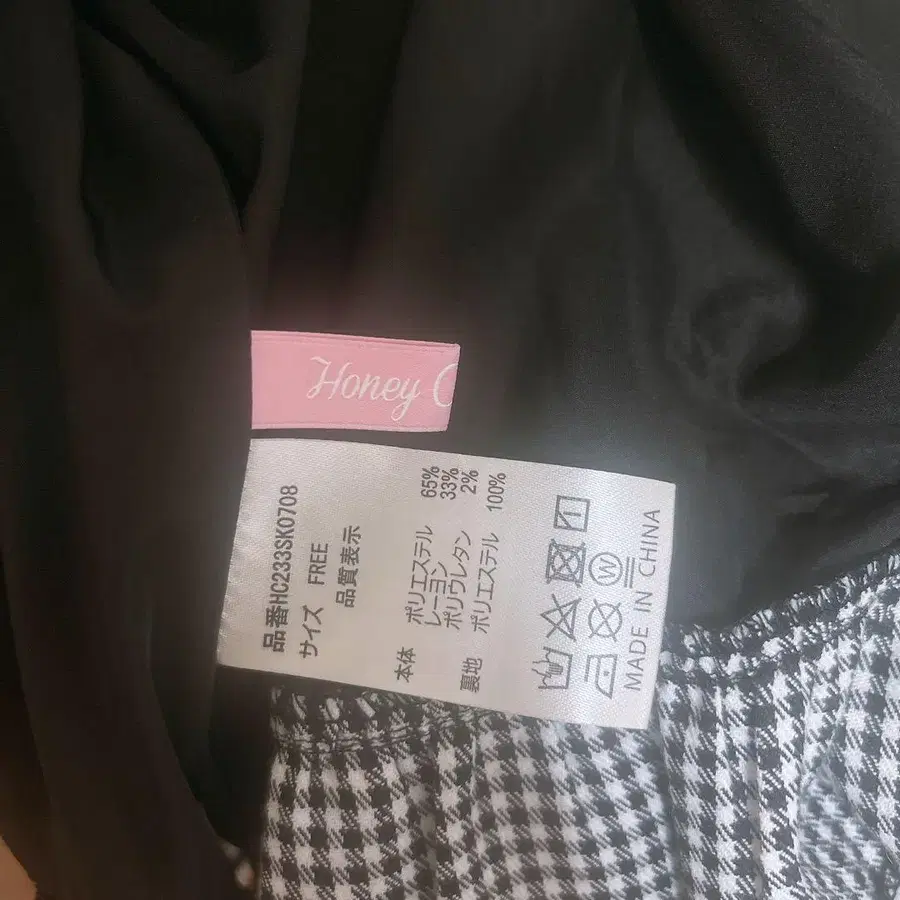 Honey C
品番HC233SK0708
サイズ FREE
品質表示
本体 ポリエステル 65%
レーヨン 33%
ポリウレタン 2%
裏地 ポリエステル 100%
W
MADE IN CHINA